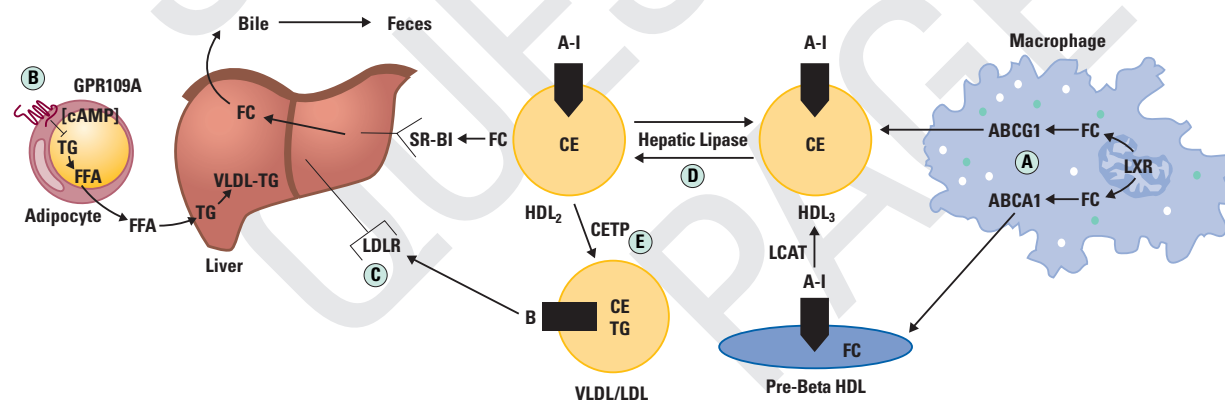 Bile
Feces
A-I
A-I
Macrophage
B
GPR109A
[cAMP]
TG
FFA
Adipocyte
FFA
FC
VLDL-TG
TG
Liver
SR-BI
FC
CE
HDL₂
Hepatic Lipase
D
CE
HDL₃
ABCG1
FC
A
LXR
ABCA1
FC
LDLR
C
CETP
E
B
CE
TG
VLDL/LDL
LCAT
A-I
FC
Pre-Beta HDL